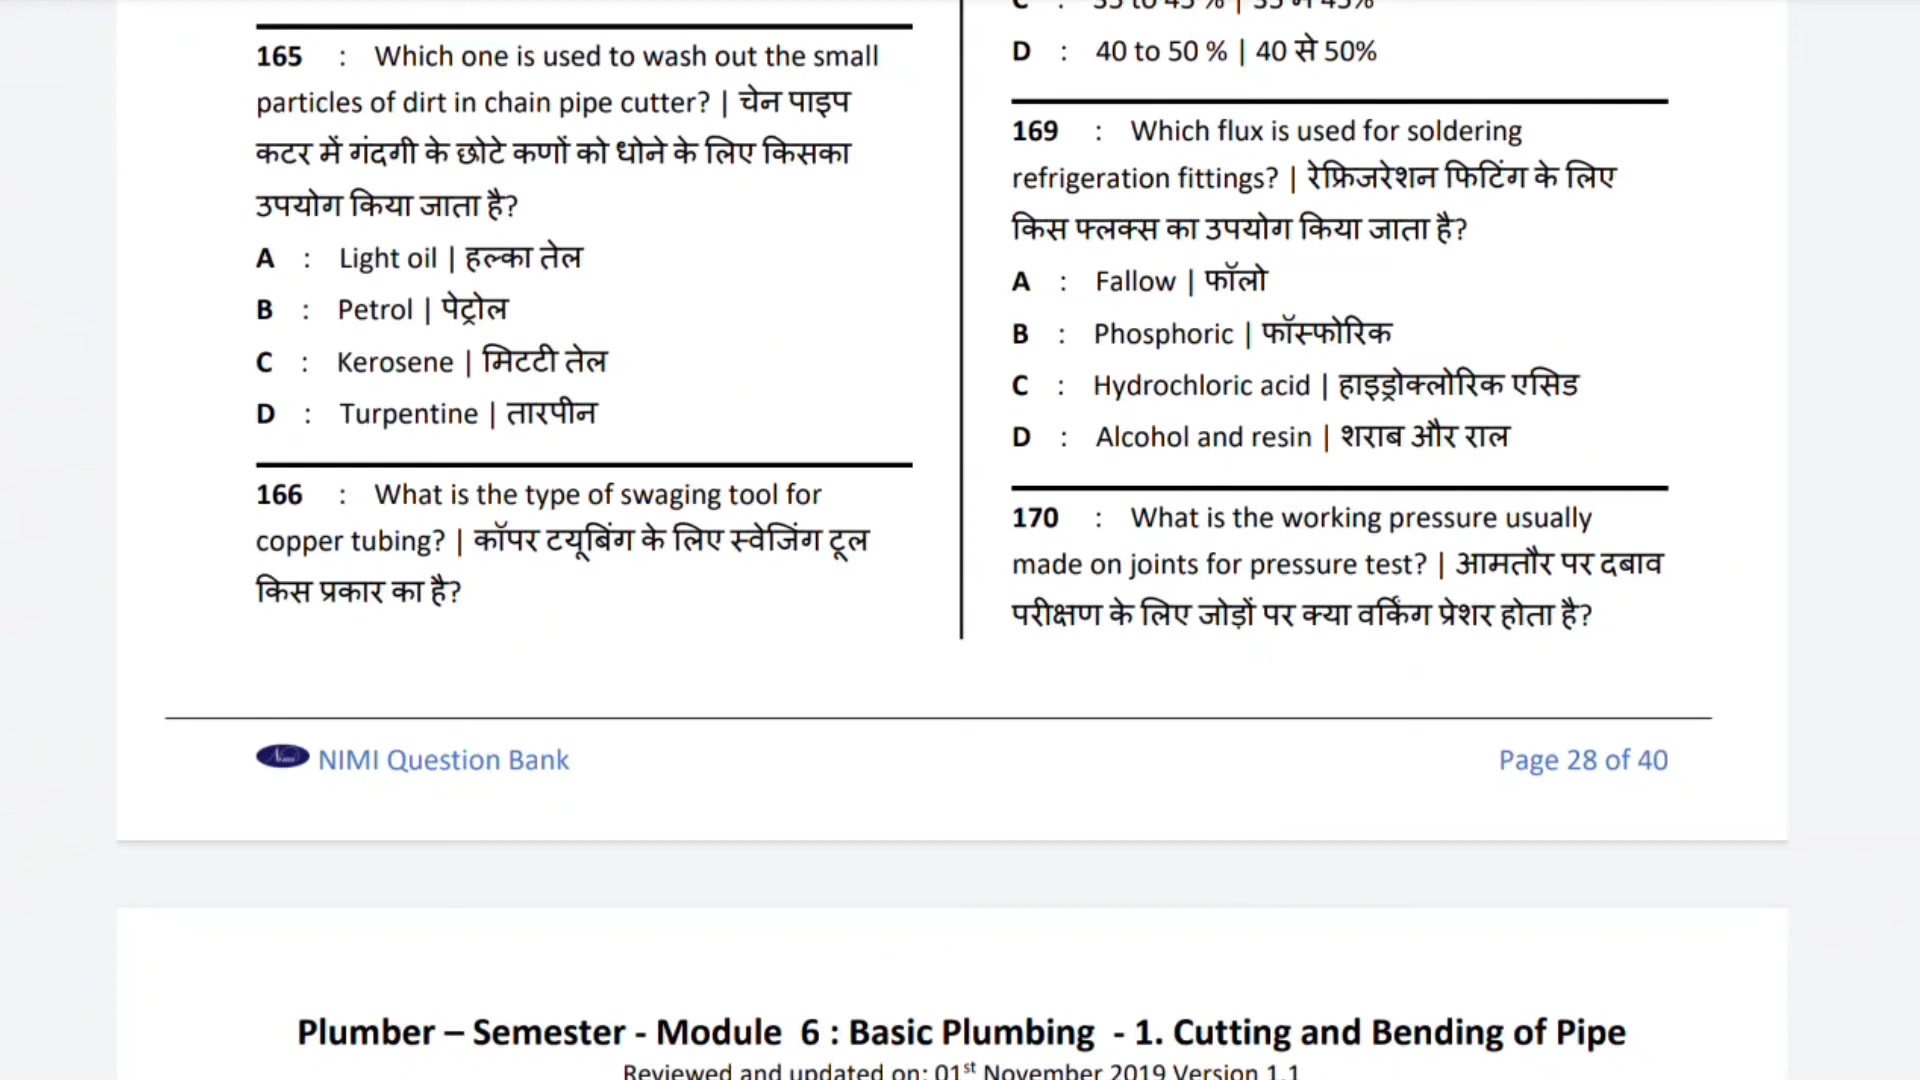 165 : Which one is used to wash out the small
particles of dirt in chain pipe cutter? | चेन पाइप
कटर में गंदगी के छोटे कणों को धोने के लिए किसका
उपयोग किया जाता है?
A : Light oil | हल्का तेल
B : Petrol | पेट्रोल
C : Kerosene | मिटटी तेल
D : Turpentine | तारपीन
166 : What is the type of swaging tool for
copper tubing? | कॉपर टयूबिंग के लिए स्वेजिंग टूल
किस प्रकार का है?
C : 35 to 45 % | 35 से 45%
D : 40 to 50 % | 40 से 50%
169 : Which flux is used for soldering
refrigeration fittings? | रेफ्रिजरेशन फिटिंग के लिए
किस फ्लक्स का उपयोग किया जाता है?
A : Fallow | फॉलो
B : Phosphoric | फॉस्फोरिक
C : Hydrochloric acid | हाइड्रोक्लोरिक एसिड
D : Alcohol and resin | शराब और राल
170 : What is the working pressure usually
made on joints for pressure test? | आमतौर पर दबाव
परीक्षण के लिए जोड़ों पर क्या वर्किंग प्रेशर होता है?
Nimi NIMI Question Bank
Page 28 of 40
Plumber – Semester - Module 6 : Basic Plumbing - 1. Cutting and Bending of Pipe
Reviewed and updated on: 01st November 2019 Version 1.1